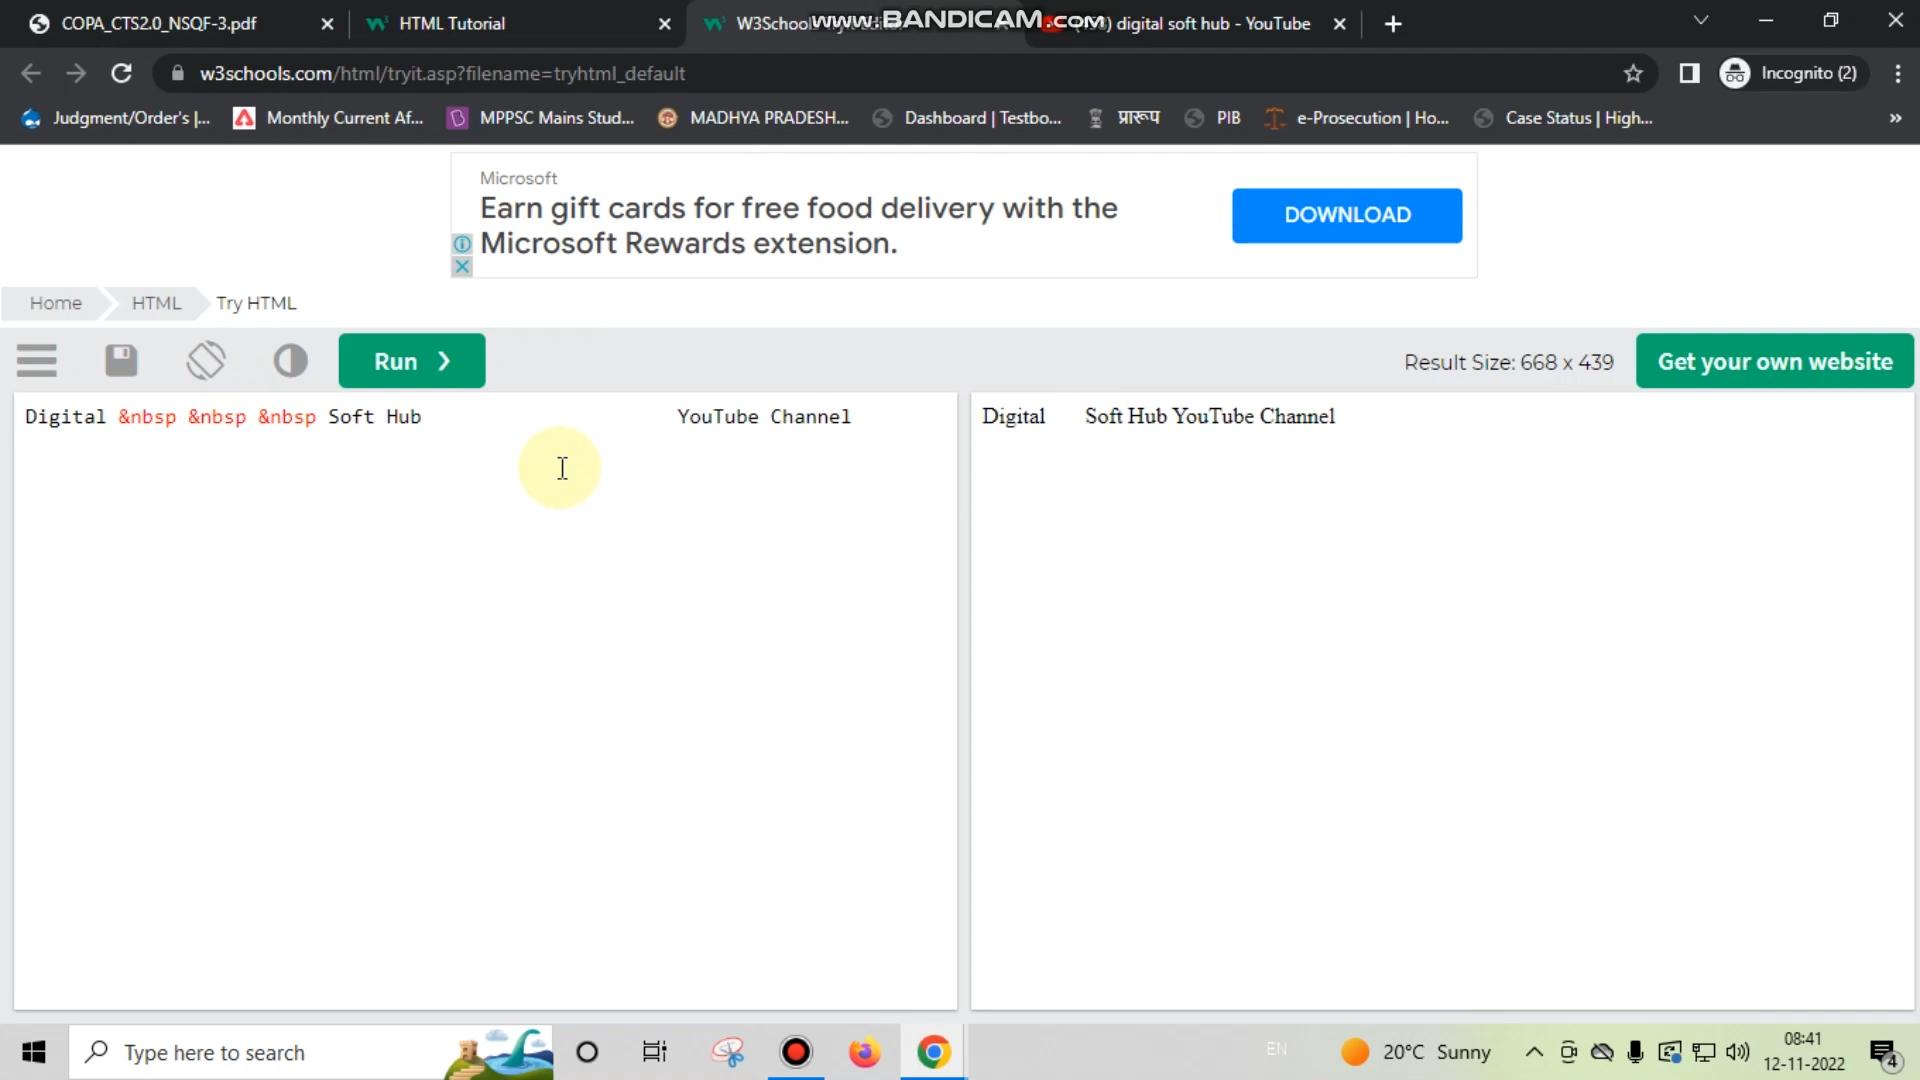 COPA_CTS2.0_NSQF-3.pdf
HTML Tutorial
W3School
www.BANDICAM.com
digital soft hub - YouTube
w3schools.com/html/tryit.asp?filename=tryhtml_default
Incognito (2)
Judgment/Order's |...
Monthly Current Af...
MPPSC Mains Stud...
MADHYA PRADESH...
Dashboard | Testbo...
प्रारूप
PIB
e-Prosecution | Ho...
Case Status | High...
Microsoft
Earn gift cards for free food delivery with the
Microsoft Rewards extension.
DOWNLOAD
Home
HTML
Try HTML
Run
Result Size: 668 x 439
Get your own website
Digital &nbsp &nbsp &nbsp Soft Hub YouTube Channel
Digital Soft Hub YouTube Channel
Type here to search
EN
20°C Sunny
08:41
12-11-2022
4